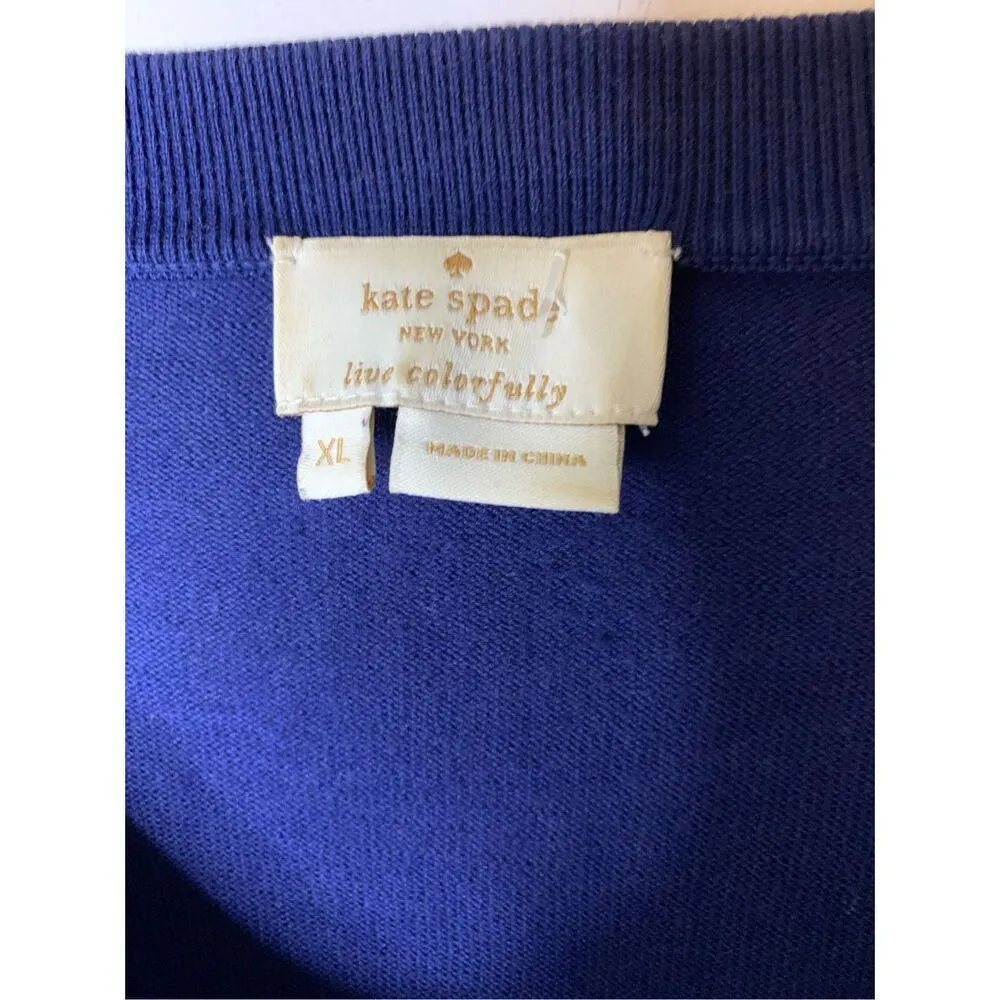 kate spade
NEW YORK
live colorfully
XL
MADE IN CHINA